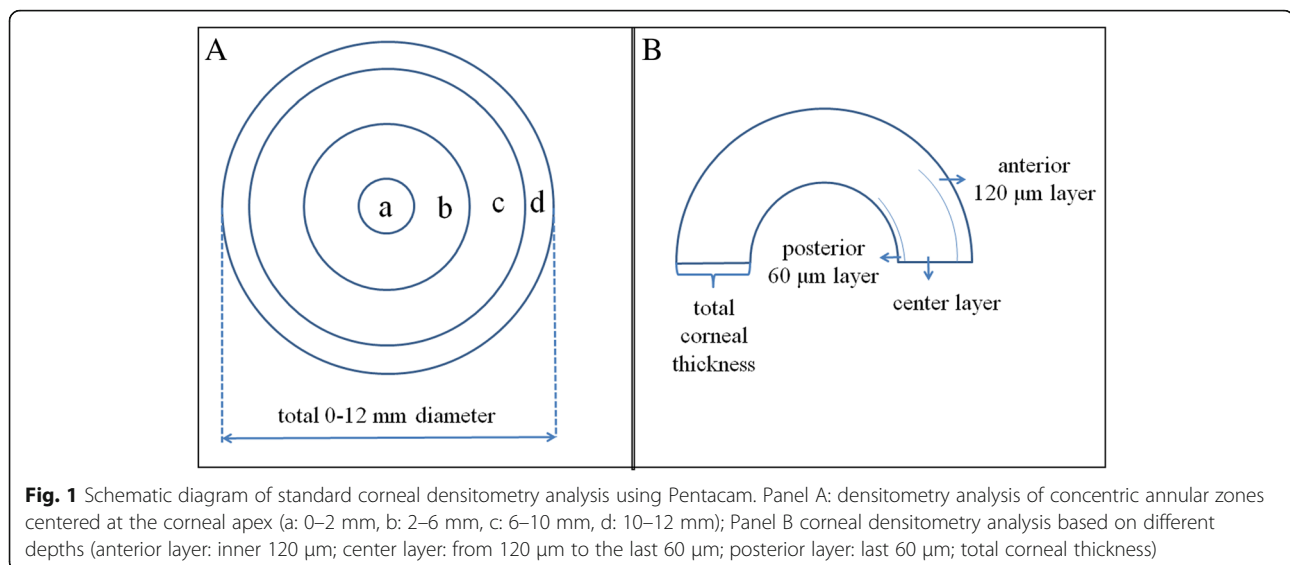 A
B
a
b
c
d
total 0-12 mm diameter
anterior
120 µm layer
posterior
60 µm layer
center layer
total
corneal
thickness
Fig. 1 Schematic diagram of standard corneal densitometry analysis using Pentacam. Panel A: densitometry analysis of concentric annular zones
centered at the corneal apex (a: 0–2 mm, b: 2–6 mm, c: 6–10 mm, d: 10–12 mm); Panel B corneal densitometry analysis based on different
depths (anterior layer: inner 120 µm; center layer: from 120 µm to the last 60 µm; posterior layer: last 60 µm; total corneal thickness)